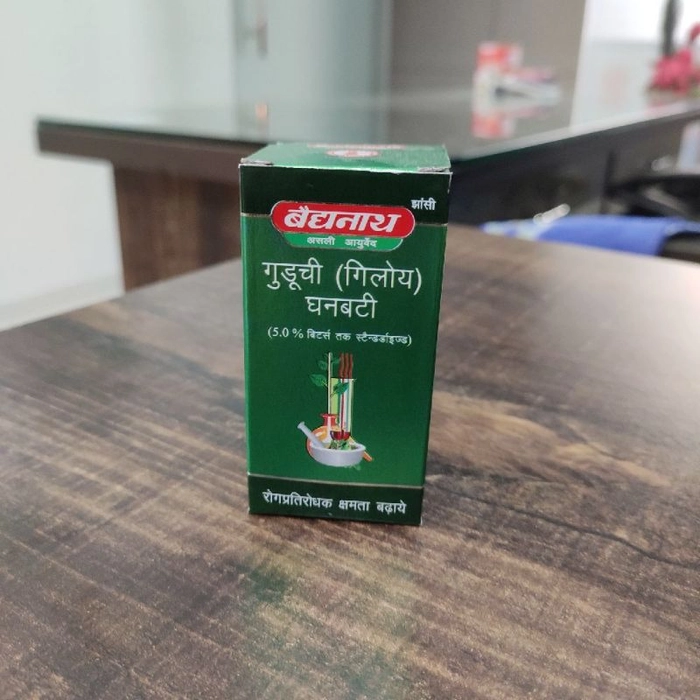 झाँसी
बैद्यनाथ
असली आयुर्वेद
गुडूची (गिलोय)
घनबटी
(5.0 % बिटर्स तक स्टैन्डर्डाइज्ड)
रोगप्रतिरोधक क्षमता बढ़ाये